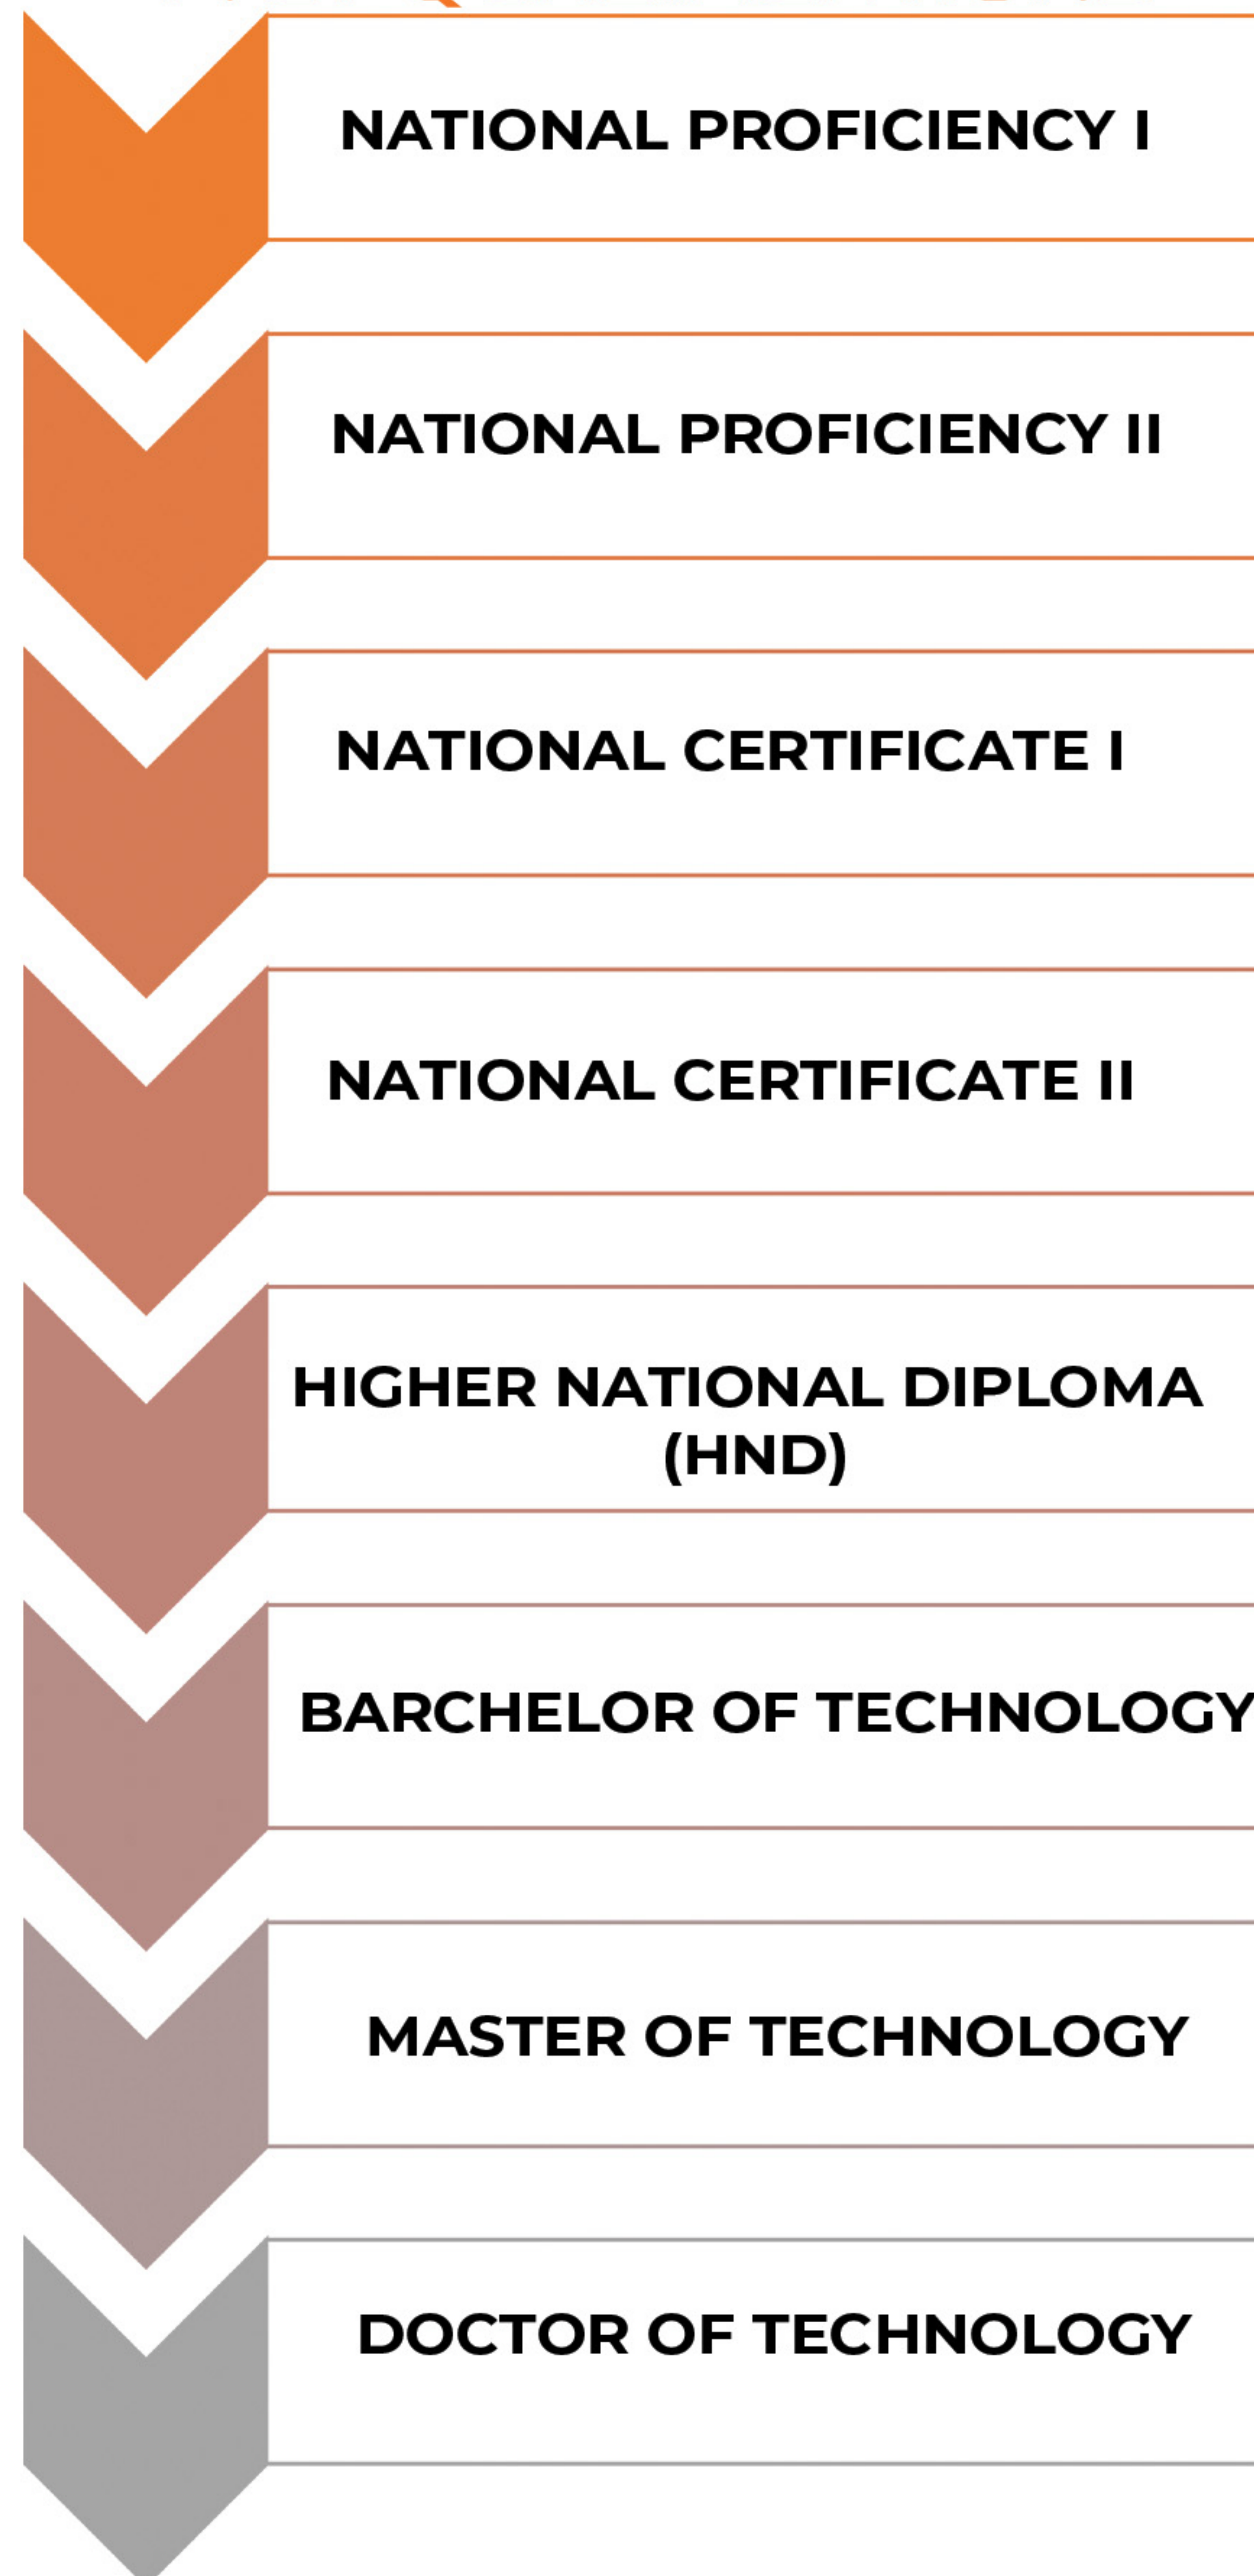 NATIONAL PROFICIENCY I
NATIONAL PROFICIENCY II
NATIONAL CERTIFICATE I
NATIONAL CERTIFICATE II
HIGHER NATIONAL DIPLOMA
(HND)
BARCHELOR OF TECHNOLOGY
MASTER OF TECHNOLOGY
DOCTOR OF TECHNOLOGY